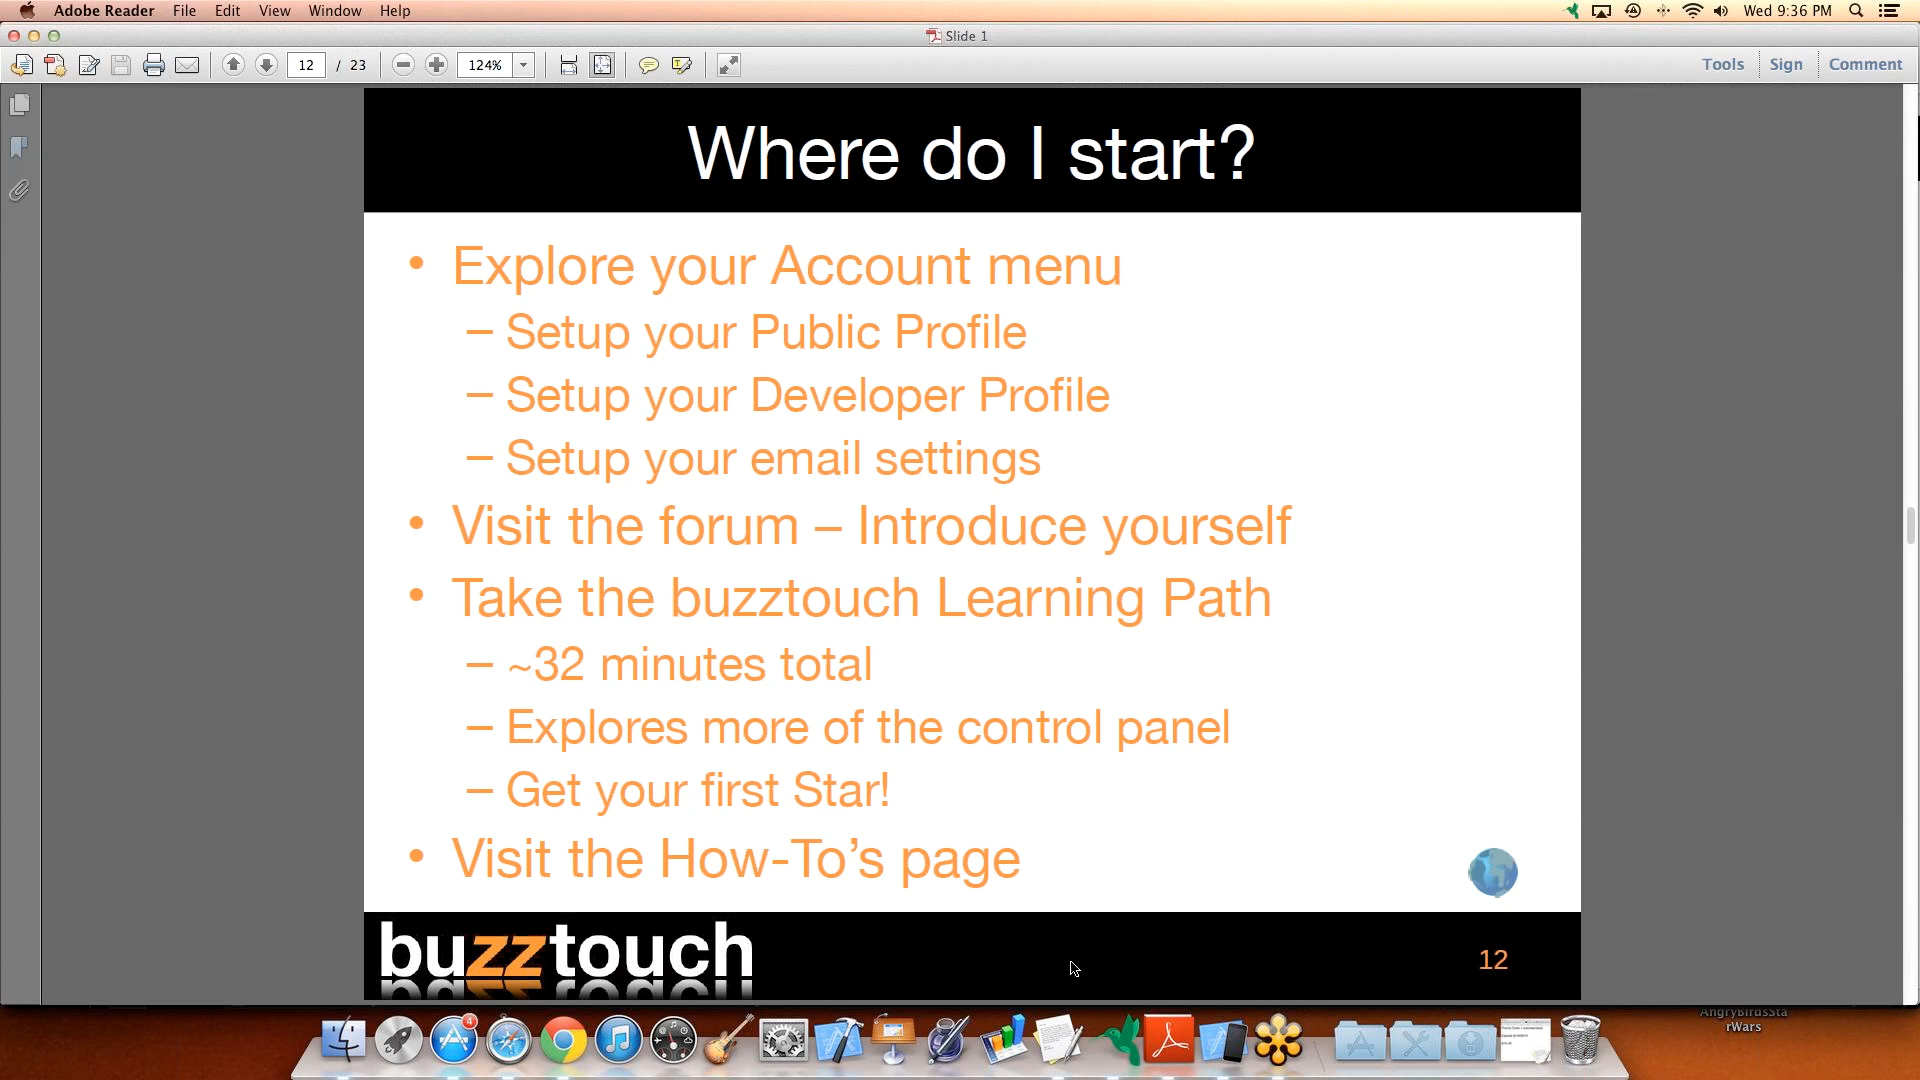 Adobe Reader File Edit View Window Help Wed 9:36 PM
Slide 1
12 / 23 124% Tools Sign Comment
Where do I start?
• Explore your Account menu
– Setup your Public Profile
– Setup your Developer Profile
– Setup your email settings
• Visit the forum – Introduce yourself
• Take the buzztouch Learning Path
– ~32 minutes total
– Explores more of the control panel
– Get your first Star!
• Visit the How-To’s page
buzztouch
12
AngryBirdsSta
rWars
4